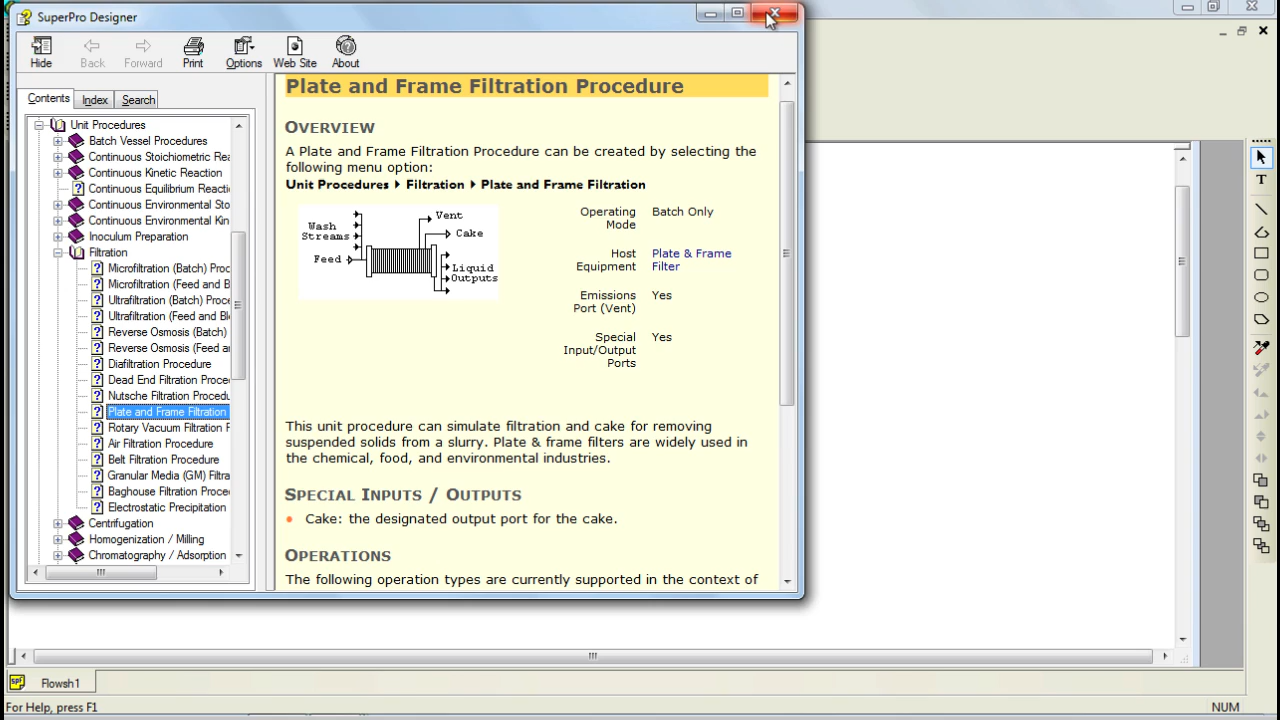 SuperPro Designer
Hide
Back
Forward
Print
Options
Web Site
About
Contents
Index
Search
Unit Procedures
Batch Vessel Procedures
Continuous Stoichiometric Rea
Continuous Kinetic Reaction
Continuous Equilibrium Reacti
Continuous Environmental Sto
Continuous Environmental Kin
Inoculum Preparation
Filtration
Microfiltration (Batch) Proc
Microfiltration (Feed and B
Ultrafiltration (Batch) Proce
Ultrafiltration (Feed and Ble
Reverse Osmosis (Batch)
Reverse Osmosis (Feed a
Diafiltration Procedure
Dead End Filtration Proce
Nutsche Filtration Procedu
Plate and Frame Filtration
Rotary Vacuum Filtration F
Air Filtration Procedure
Belt Filtration Procedure
Granular Media (GM) Filtra
Baghouse Filtration Proce
Electrostatic Precipitation
Centrifugation
Homogenization / Milling
Chromatography / Adsorption
Plate and Frame Filtration Procedure
OVERVIEW
A Plate and Frame Filtration Procedure can be created by selecting the
following menu option:
Unit Procedures Filtration Plate and Frame Filtration
Wash
Streams
Feed
Vent
Cake
Liquid
Outputs
Operating
Mode
Batch Only
Host
Equipment
Plate & Frame
Filter
Emissions
Port (Vent)
Yes
Special
Input/Output
Ports
Yes
This unit procedure can simulate filtration and cake for removing
suspended solids from a slurry. Plate & frame filters are widely used in
the chemical, food, and environmental industries.
SPECIAL INPUTS / OUTPUTS
• Cake: the designated output port for the cake.
OPERATIONS
The following operation types are currently supported in the context of
T
spf
Flowsh1
For Help, press F1
NUM